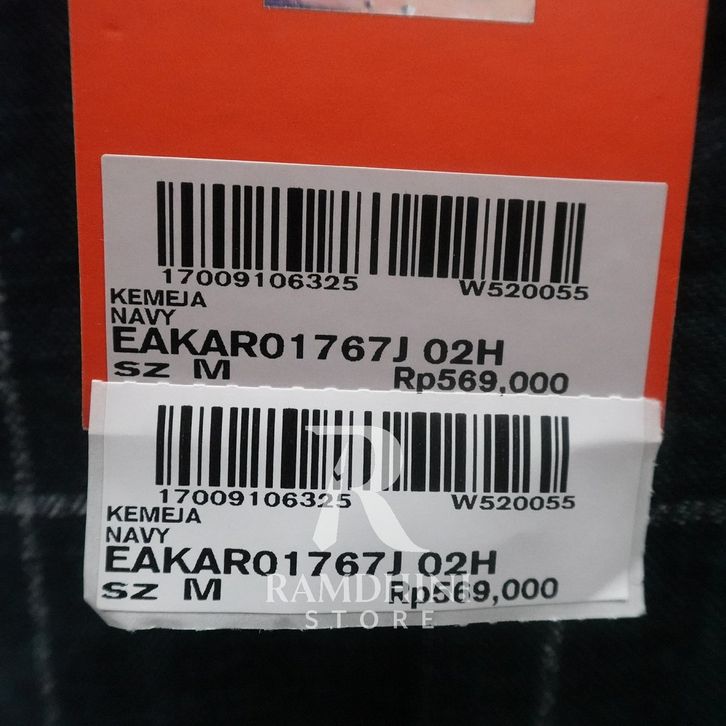 17009106325 W520055
KEMEJA
NAVY
EAKAR01767J 02H
SZ M Rp569,000
17009106325 W520055
KEMEJA
NAVY
EAKAR01767J 02H
SZ M Rp569,000
R
RAMDHINI
STORE